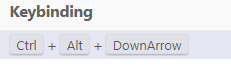 Keybinding
Ctrl + Alt + DownArrow